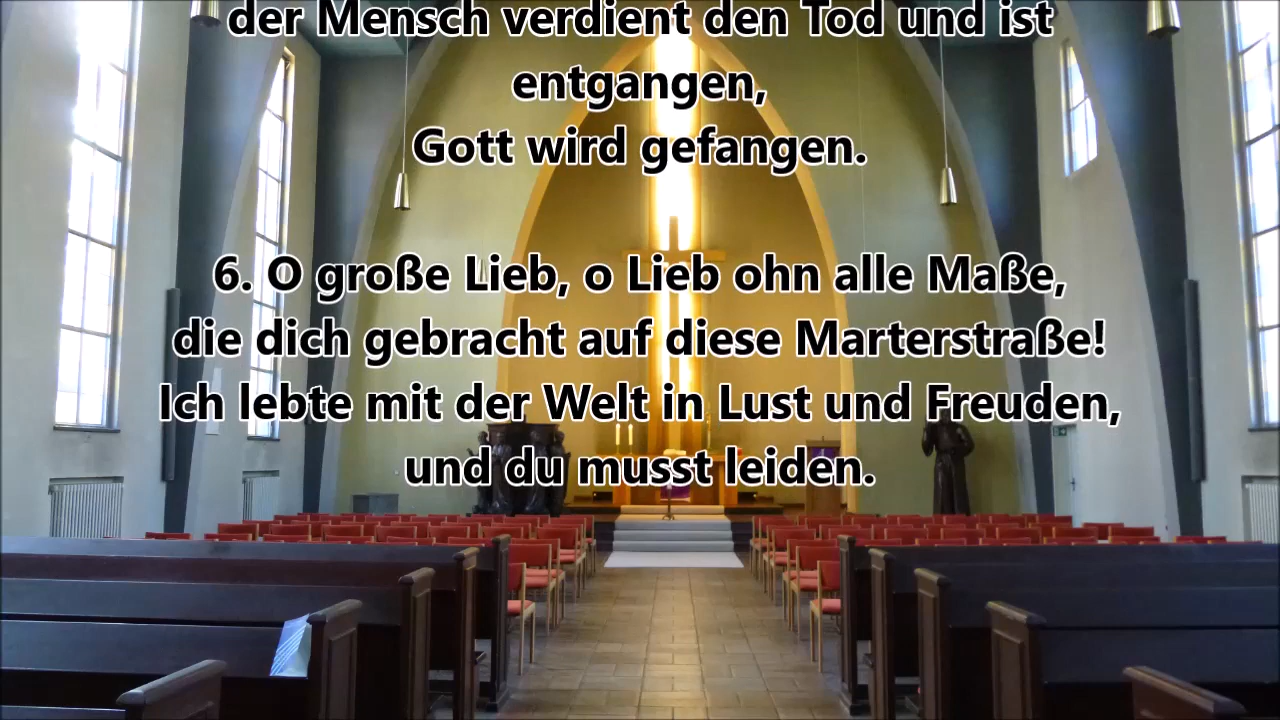 der Mensch verdient den Tod und ist
entgangen,
Gott wird gefangen.
6. O große Lieb, o Lieb ohn alle Maße,
die dich gebracht auf diese Marterstraße!
Ich lebte mit der Welt in Lust und Freuden,
und du musst leiden.